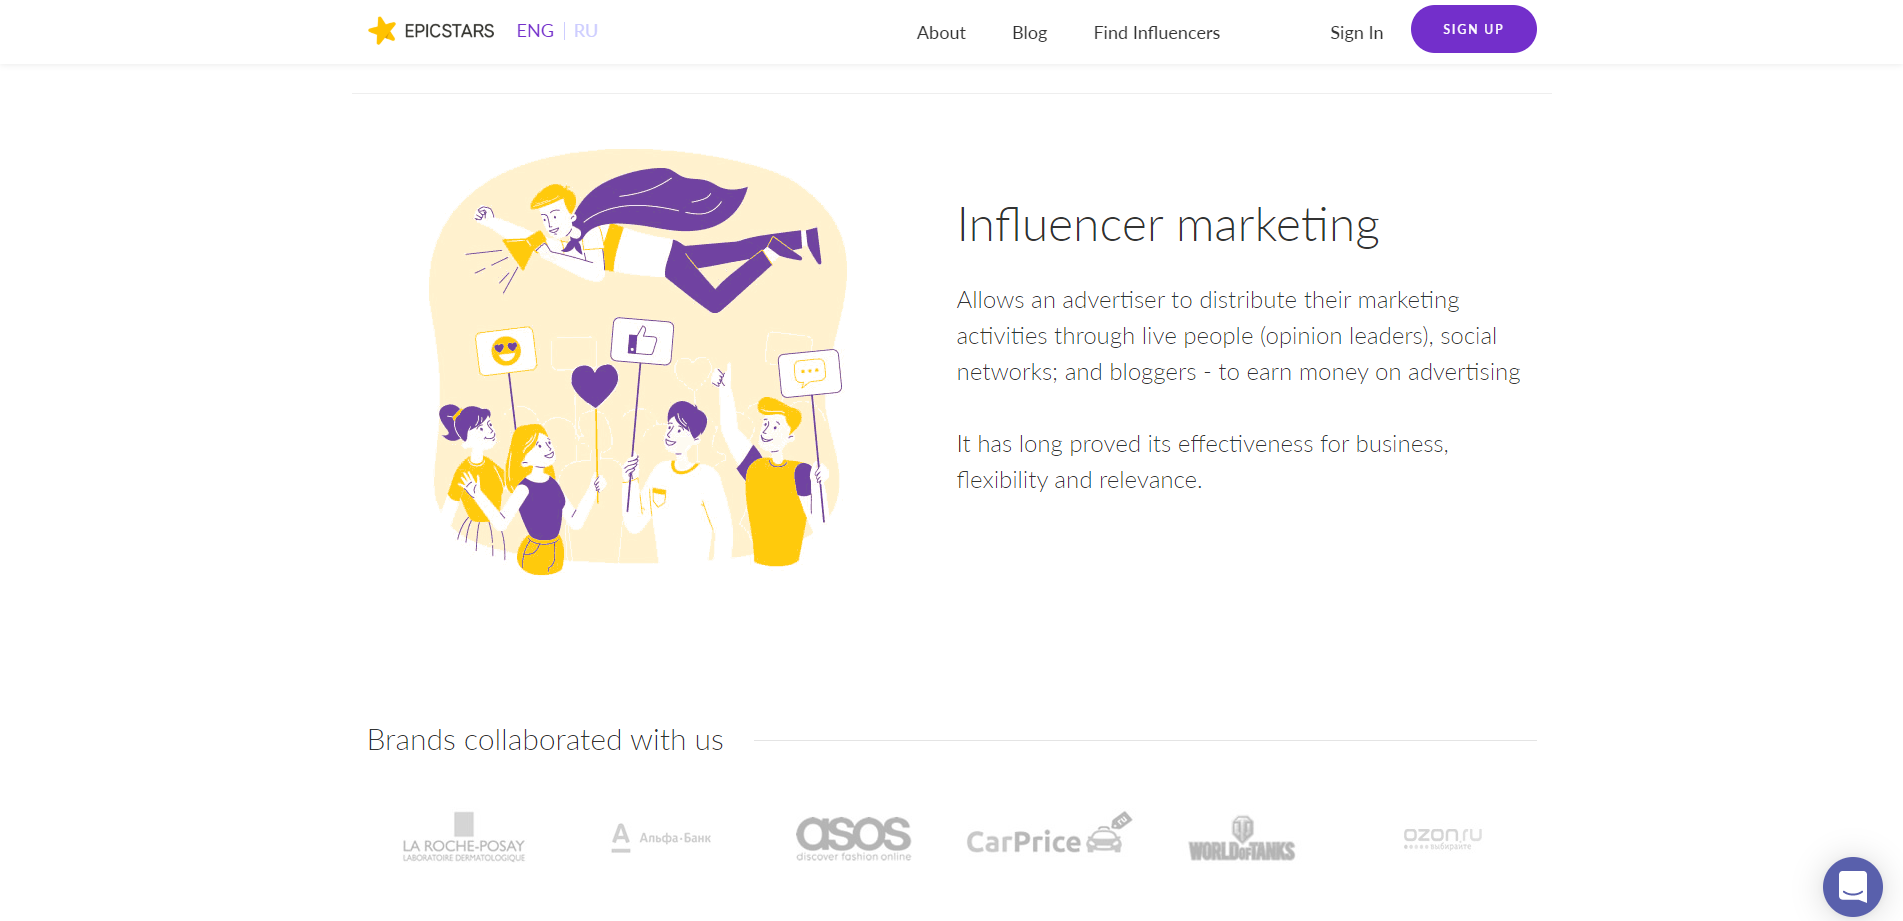 EPICSTARS
ENG
RU
About
Blog
Find Influencers
Sign In
SIGN UP
Influencer marketing
Allows an advertiser to distribute their marketing
activities through live people (opinion leaders), social
networks; and bloggers - to earn money on advertising
It has long proved its effectiveness for business,
flexibility and relevance.
Brands collaborated with us
LA ROCHE-POSAY
LABORATOIRE DERMATOLOGIQUE
А Альфа-Банк
asos
discover fashion online
CarPrice ru
WORLD OF TANKS
ozon.ru
выбирайте